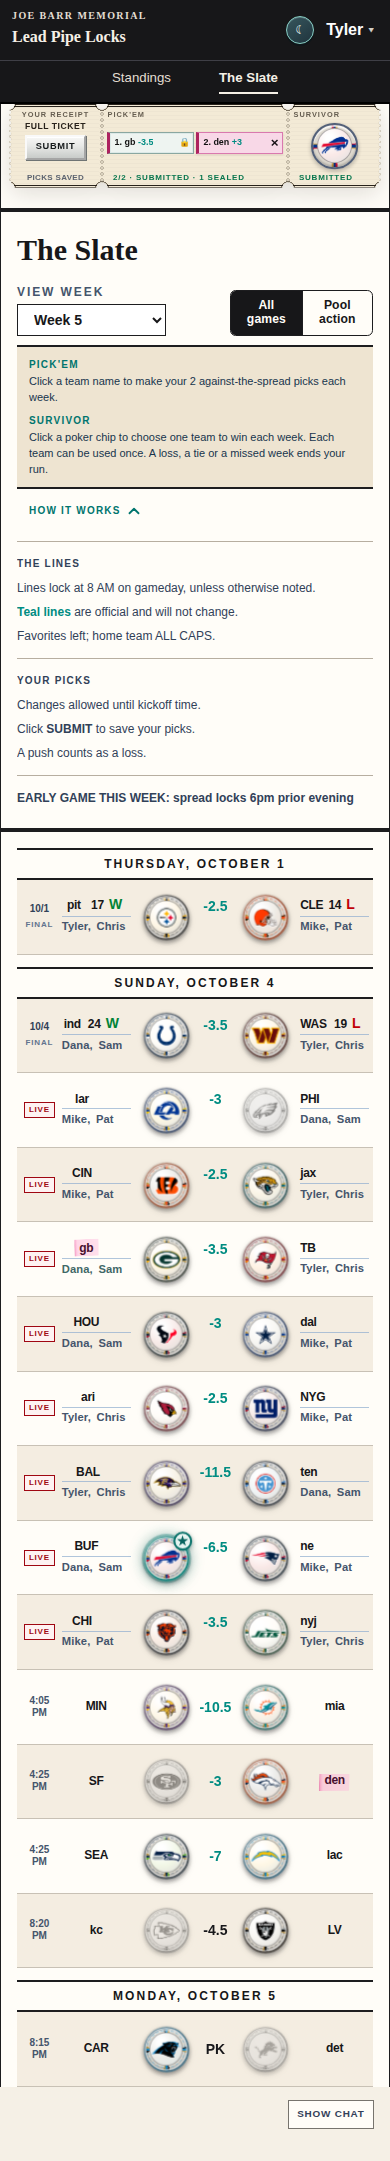 JOE BARR MEMORIAL
Lead Pipe Locks
Tyler
Standings
The Slate
YOUR RECEIPT
FULL TICKET
SUBMIT
PICKS SAVED
PICK'EM
1. gb -3.5
2. den +3 ✕
2/2 · SUBMITTED · 1 SEALED
SURVIVOR
SUBMITTED
The Slate
VIEW WEEK
Week 5
All games
Pool action
PICK'EM
Click a team name to make your 2 against-the-spread picks each
week.
SURVIVOR
Click a poker chip to choose one team to win each week. Each
team can be used once. A loss, a tie or a missed week ends your
run.
HOW IT WORKS
THE LINES
Lines lock at 8 AM on gameday, unless otherwise noted.
Teal lines are official and will not change.
Favorites left; home team ALL CAPS.
YOUR PICKS
Changes allowed until kickoff time.
Click SUBMIT to save your picks.
A push counts as a loss.
EARLY GAME THIS WEEK: spread locks 6pm prior evening
THURSDAY, OCTOBER 1
10/1 FINAL pit 17 W -2.5 CLE 14 L
Tyler, Chris Mike, Pat
SUNDAY, OCTOBER 4
10/4 FINAL ind 24 W -3.5 WAS 19 L
Dana, Sam Tyler, Chris
LIVE lar -3 PHI
Mike, Pat Dana, Sam
LIVE CIN -2.5 jax
Mike, Pat Tyler, Chris
LIVE gb -3.5 TB
Dana, Sam Tyler, Chris
LIVE HOU -3 dal
Dana, Sam Mike, Pat
LIVE ari -2.5 NYG
Tyler, Chris Mike, Pat
LIVE BAL -11.5 ten
Tyler, Chris Dana, Sam
LIVE BUF -6.5 ne
Dana, Sam Mike, Pat
LIVE CHI -3.5 nyj
Mike, Pat Tyler, Chris
4:05 PM MIN -10.5 mia
4:25 PM SF -3 den
4:25 PM SEA -7 lac
8:20 PM kc -4.5 LV
MONDAY, OCTOBER 5
8:15 PM CAR PK det
SHOW CHAT